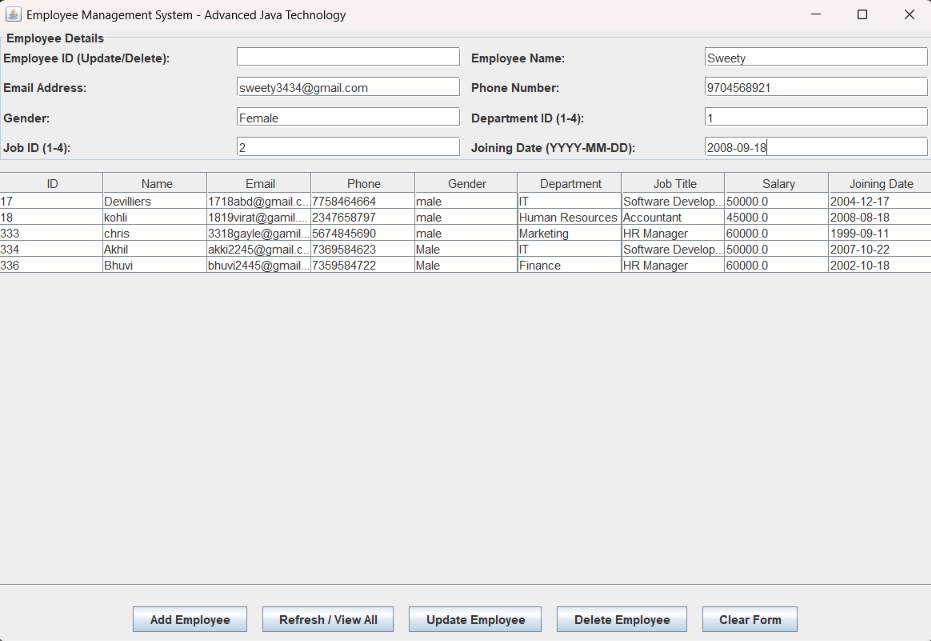 Employee Management System - Advanced Java Technology
Employee Details
Employee ID (Update/Delete):
Employee Name: Sweety
Email Address: sweety3434@gmail.com
Phone Number: 9704568921
Gender: Female
Department ID (1-4): 1
Job ID (1-4): 2
Joining Date (YYYY-MM-DD): 2008-09-18
ID Name Email Phone Gender Department Job Title Salary Joining Date
17 Devilliers 1718abd@gmail.c... 7758464664 male IT Software Develop... 50000.0 2004-12-17
18 kohli 1819virat@gamil.... 2347658797 male Human Resources Accountant 45000.0 2008-08-18
333 chris 3318gayle@gamil... 5674845690 male Marketing HR Manager 60000.0 1999-09-11
334 Akhil akki2245@gmail.c... 7369584623 Male IT Software Develop... 50000.0 2007-10-22
336 Bhuvi bhuvi2445@gmail... 7359584722 Male Finance HR Manager 60000.0 2002-10-18
Add Employee Refresh / View All Update Employee Delete Employee Clear Form